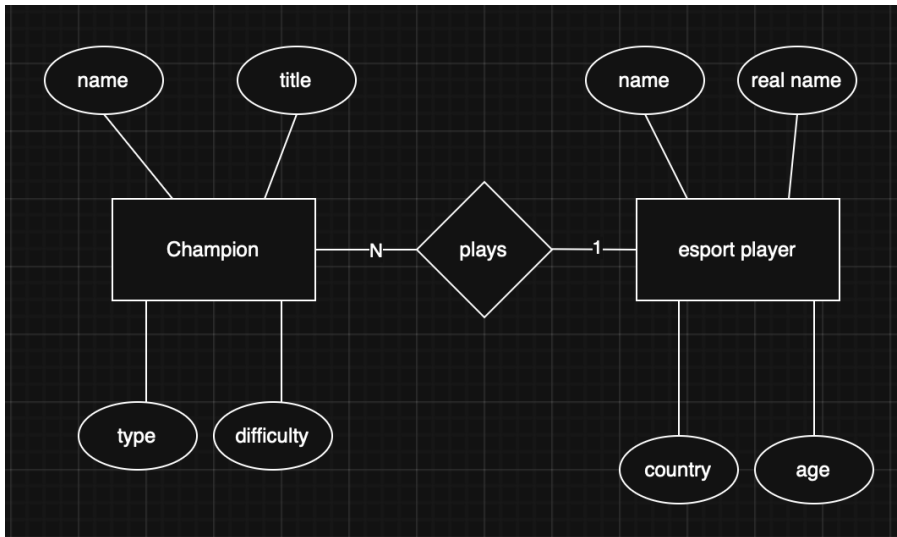 name
title
name
real name
Champion
N
plays
1
esport player
type
difficulty
country
age